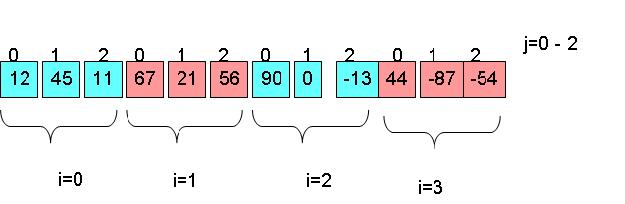 0 1 2 0 1 2 0 1 2 0 1 2 j=0 - 2
12 45 11 67 21 56 90 0 -13 44 -87 -54
i=0 i=1 i=2 i=3